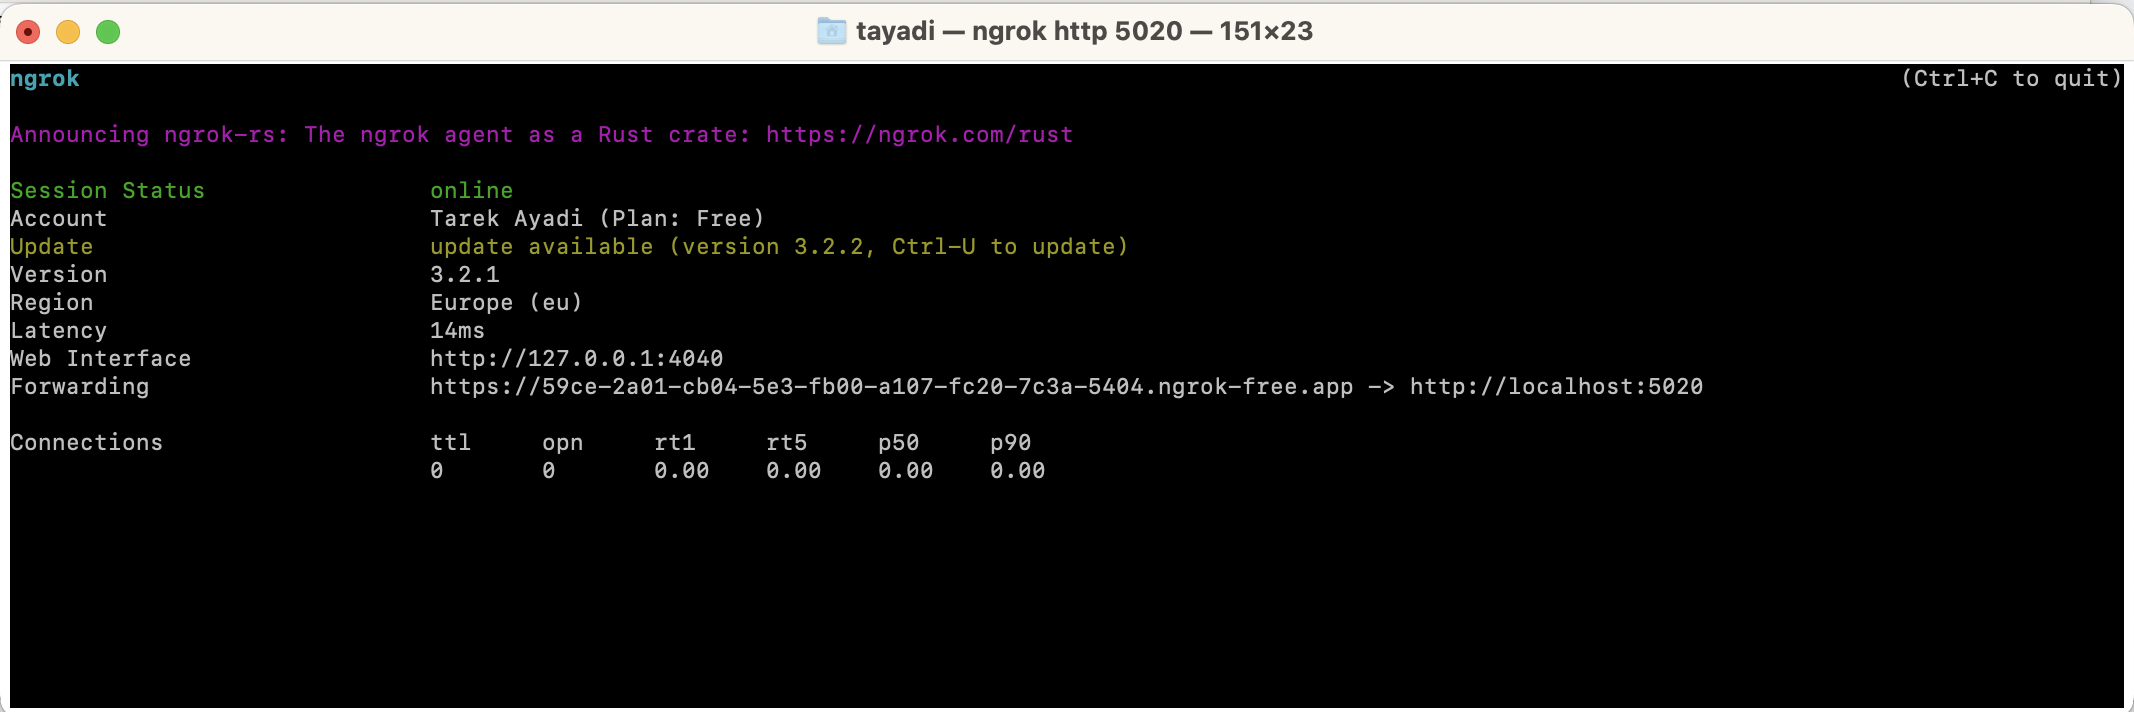 tayadi — ngrok http 5020 — 151×23
ngrok (Ctrl+C to quit)
Announcing ngrok-rs: The ngrok agent as a Rust crate: https://ngrok.com/rust
Session Status online
Account Tarek Ayadi (Plan: Free)
Update update available (version 3.2.2, Ctrl-U to update)
Version 3.2.1
Region Europe (eu)
Latency 14ms
Web Interface http://127.0.0.1:4040
Forwarding https://59ce-2a01-cb04-5e3-fb00-a107-fc20-7c3a-5404.ngrok-free.app -> http://localhost:5020
Connections ttl opn rt1 rt5 p50 p90
0 0 0.00 0.00 0.00 0.00